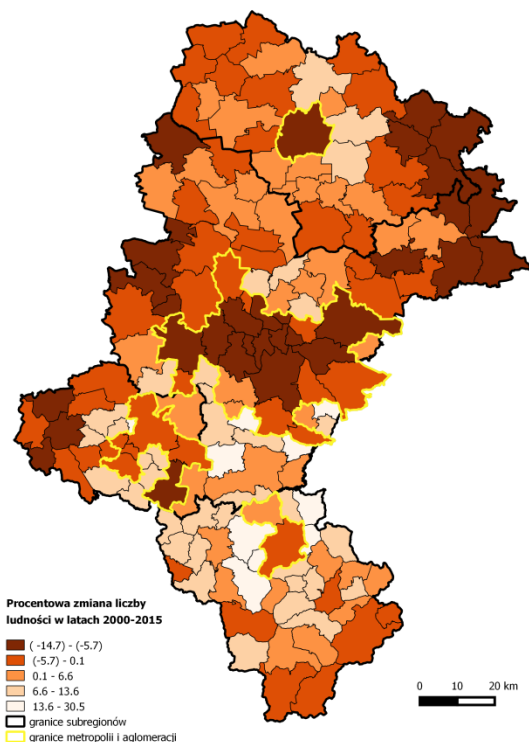 Procentowa zmiana liczby
ludności w latach 2000-2015
(-14.7) - (-5.7)
(-5.7) - 0.1
0.1 - 6.6
6.6 - 13.6
13.6 - 30.5
granice subregionów
granice metropolii i aglomeracji
0 10 20 km